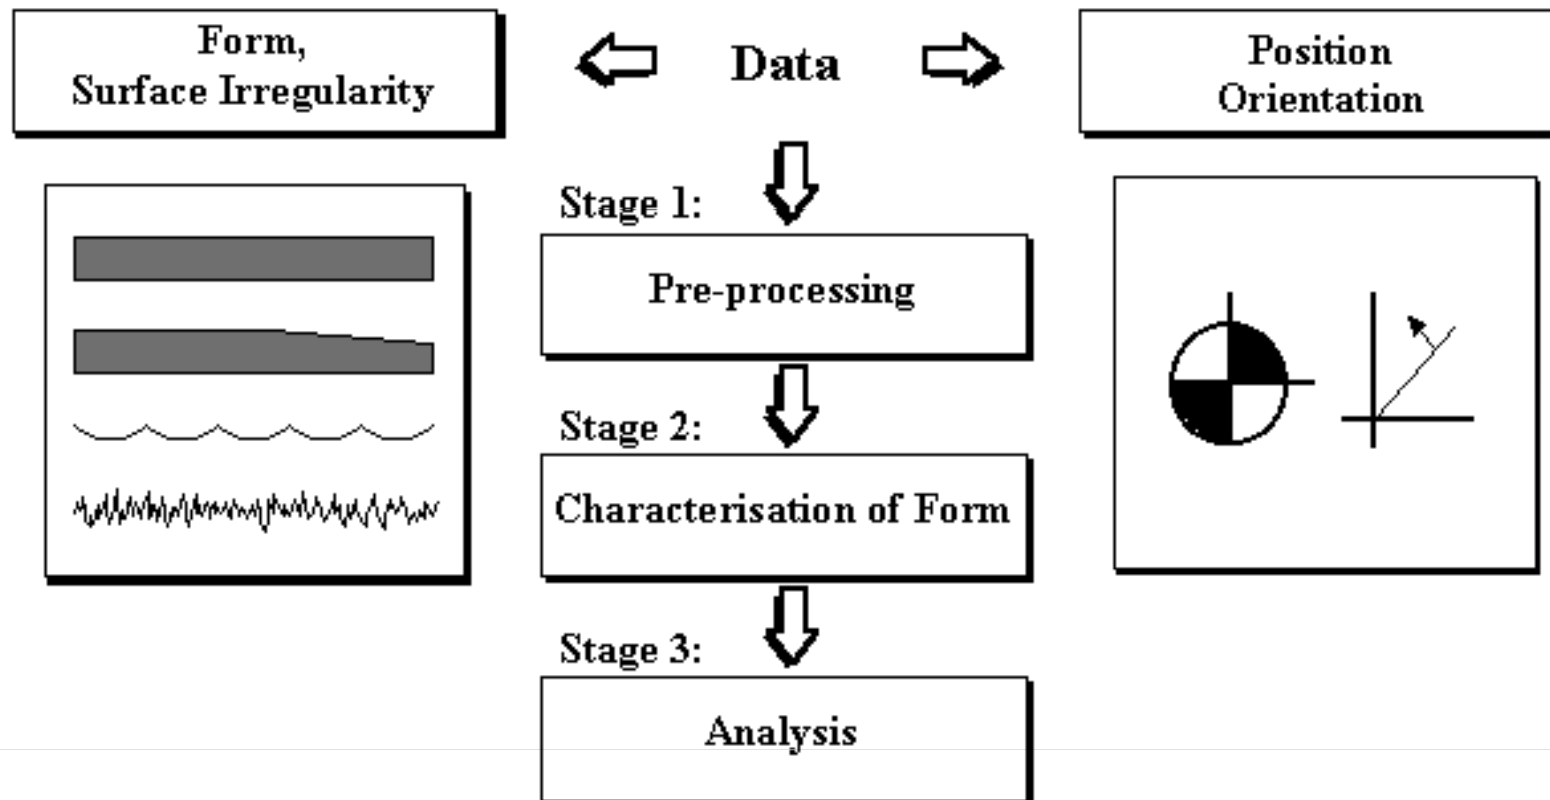 Form,
Surface Irregularity
Data
Position
Orientation
Stage 1:
Pre-processing
Stage 2:
Characterisation of Form
Stage 3:
Analysis